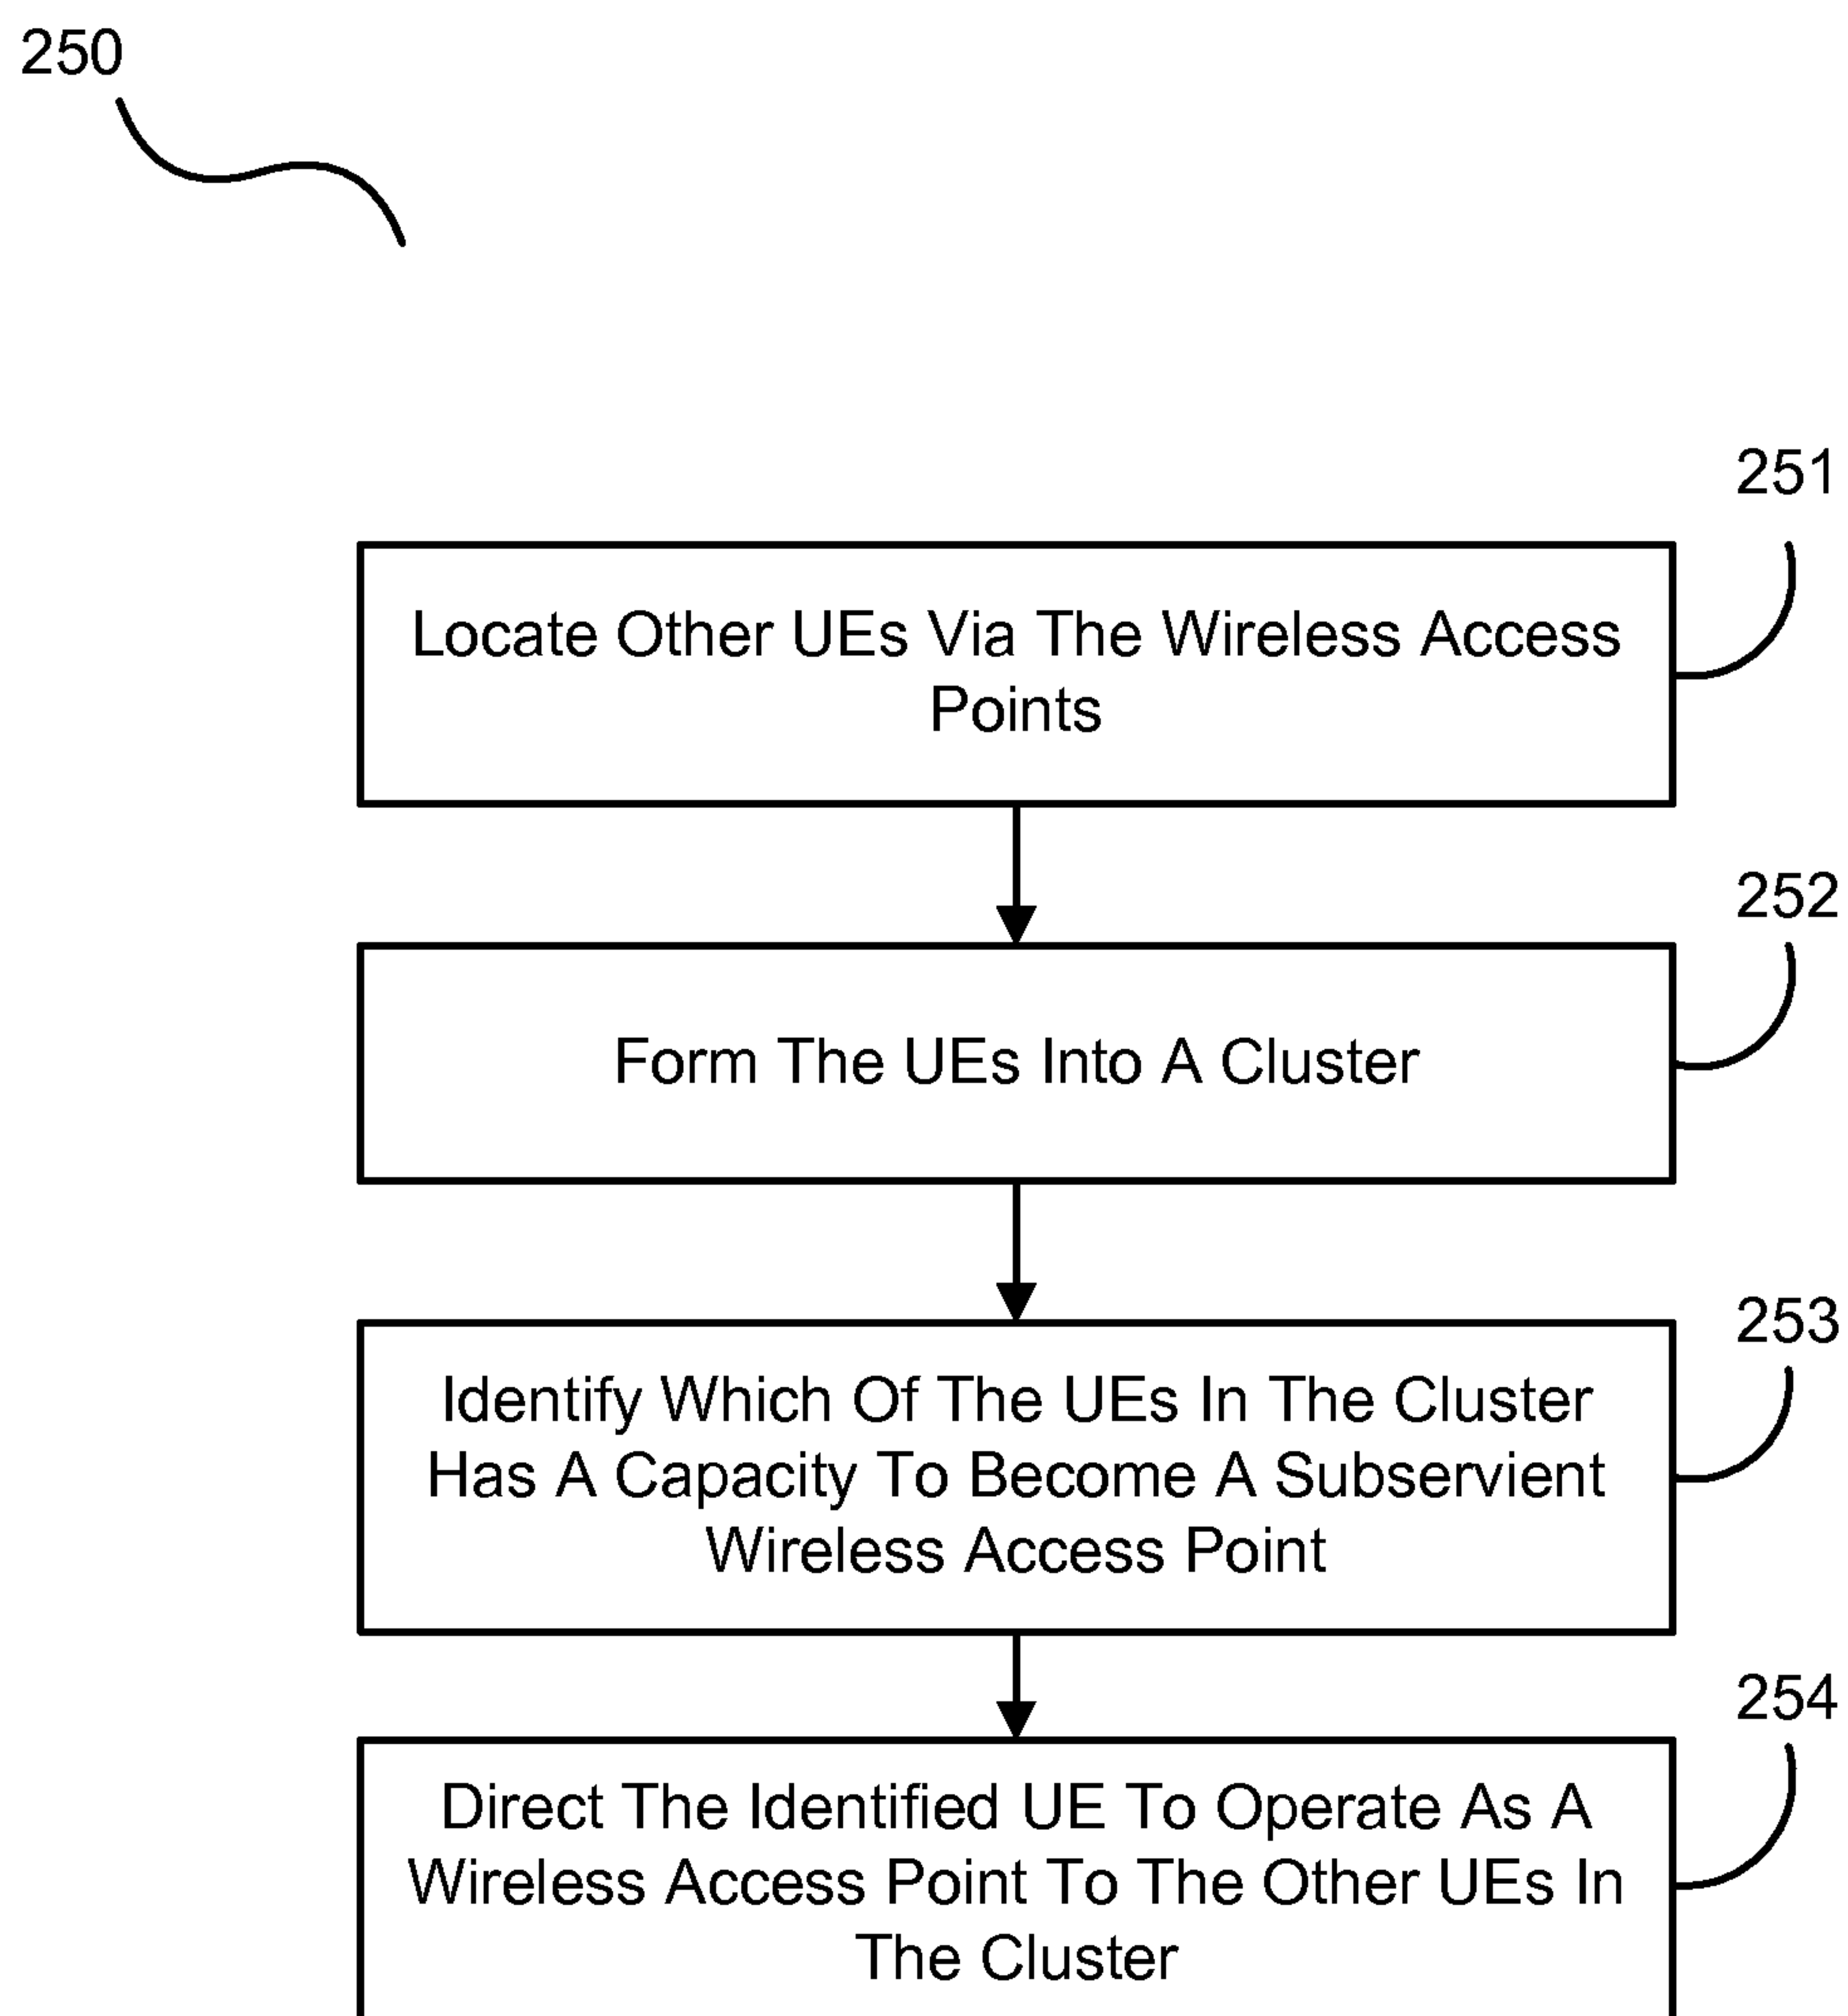 250
251
Locate Other UEs Via The Wireless Access
Points
252
Form The UEs Into A Cluster
253
Identify Which Of The UEs In The Cluster
Has A Capacity To Become A Subservient
Wireless Access Point
254
Direct The Identified UE To Operate As A
Wireless Access Point To The Other UEs In
The Cluster